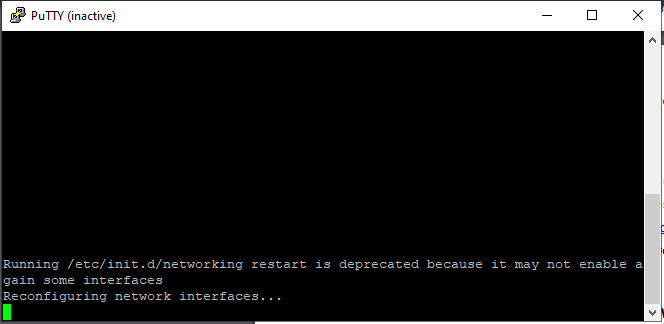 PuTTY (inactive)
Running /etc/init.d/networking restart is deprecated because it may not enable a
gain some interfaces
Reconfiguring network interfaces...